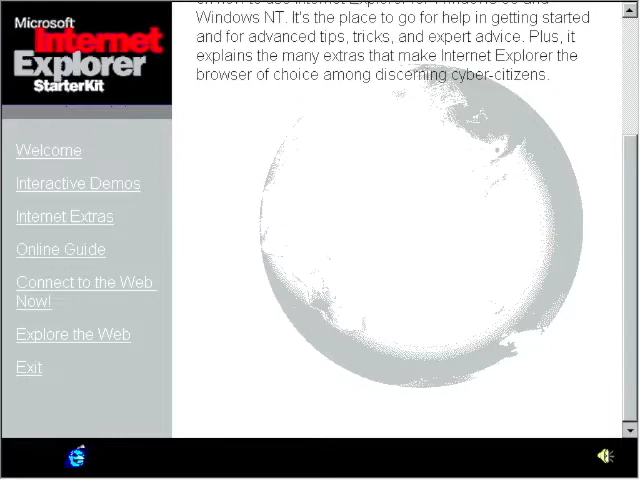 Microsoft
Internet
Explorer
StarterKit
Welcome
Interactive Demos
Internet Extras
Online Guide
Connect to the Web
Now!
Explore the Web
Exit
Windows NT. It's the place to go for help in getting started
and for advanced tips, tricks, and expert advice. Plus, it
explains the many extras that make Internet Explorer the
browser of choice among discerning cyber-citizens.